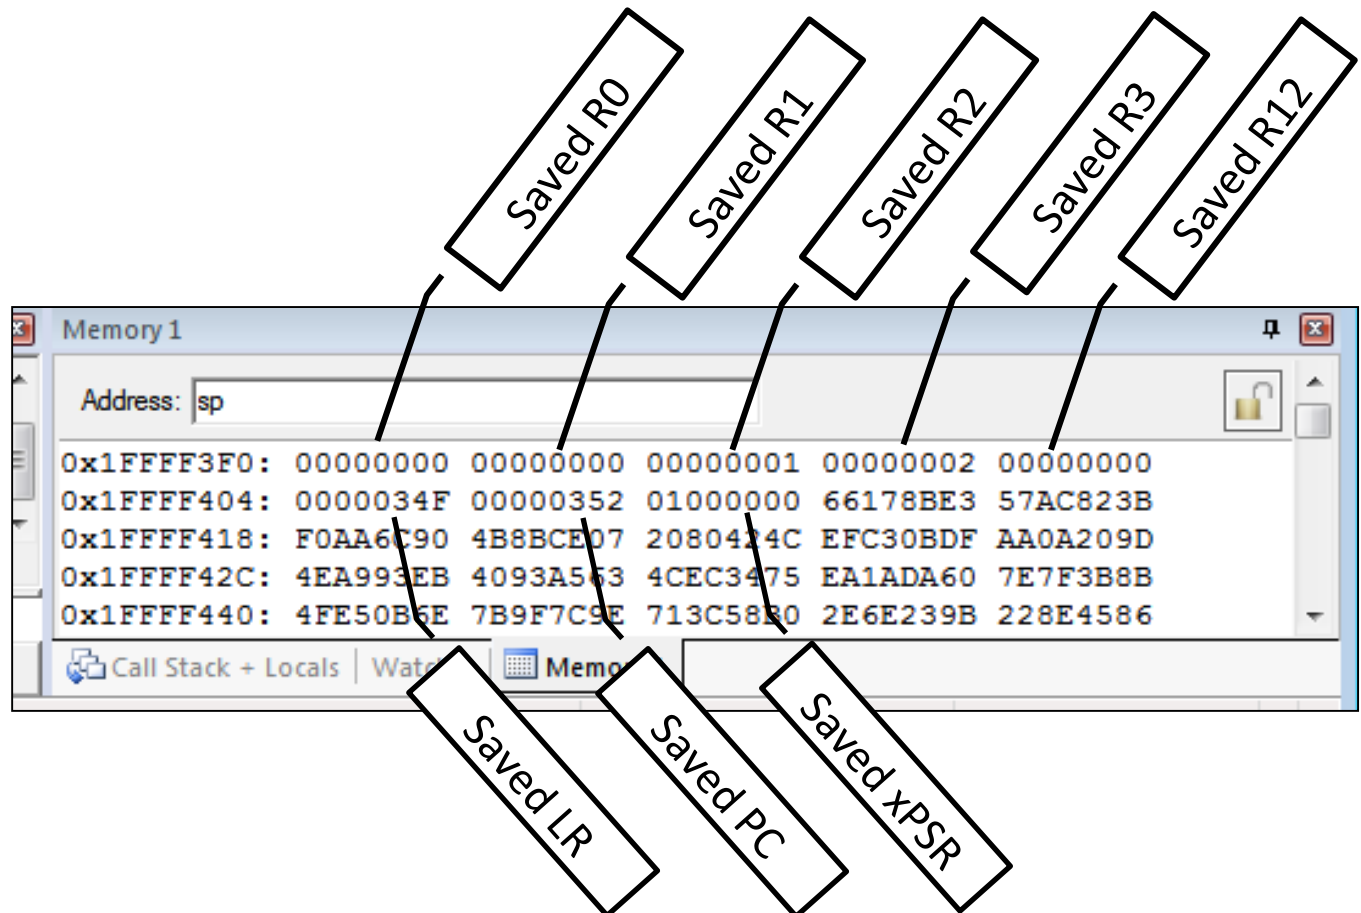 Saved R0
Saved R1
Saved R2
Saved R3
Saved R12
Memory 1
Address: sp
0x1FFFF3F0: 00000000 00000000 00000001 00000002 00000000
0x1FFFF404: 0000034F 00000352 01000000 66178BE3 57AC823B
0x1FFFF418: F0AA6C90 4B8BCE07 2080424C EFC30BDF AA0A209D
0x1FFFF42C: 4EA993EB 4093A563 4CEC3475 EA1ADA60 7E7F3B8B
0x1FFFF440: 4FE50B6E 7B9F7C9E 713C58B0 2E6E239B 228E4586
Call Stack + Locals
Saved LR
Saved PC
Saved xPSR